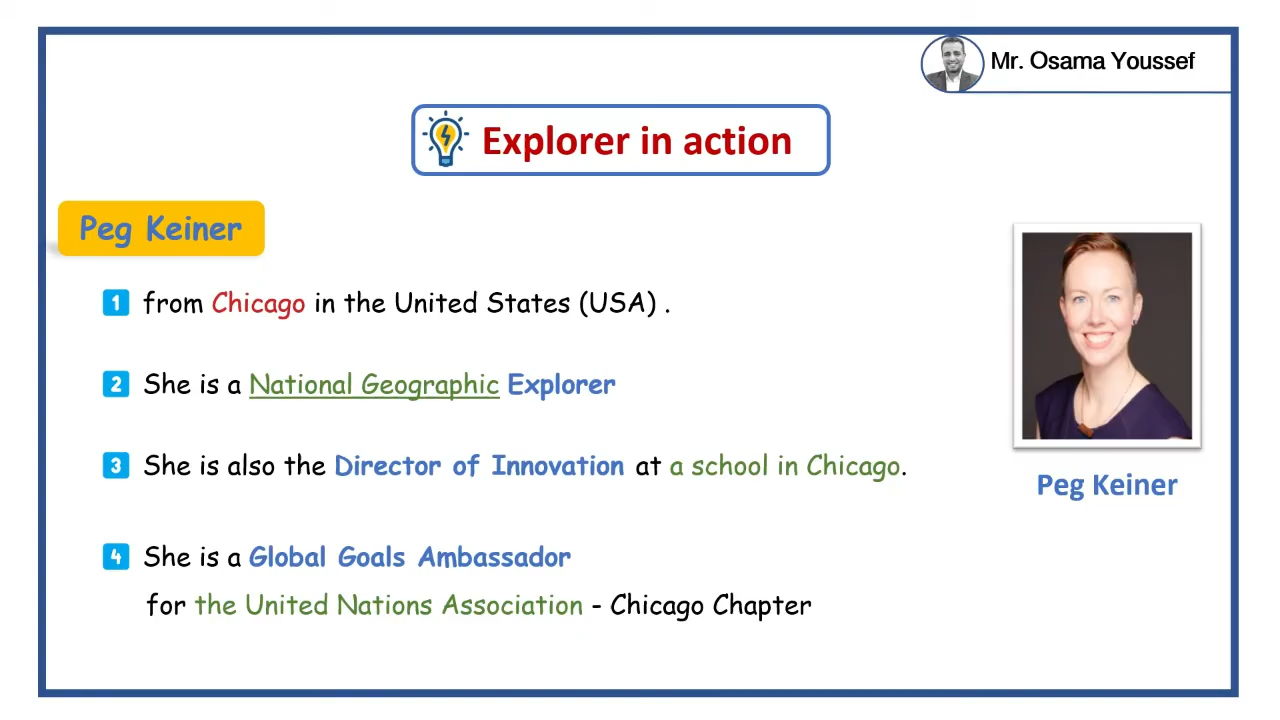 Mr. Osama Youssef
Explorer in action
Peg Keiner
1 from Chicago in the United States (USA) .
2 She is a National Geographic Explorer
3 She is also the Director of Innovation at a school in Chicago.
Peg Keiner
4 She is a Global Goals Ambassador
for the United Nations Association - Chicago Chapter